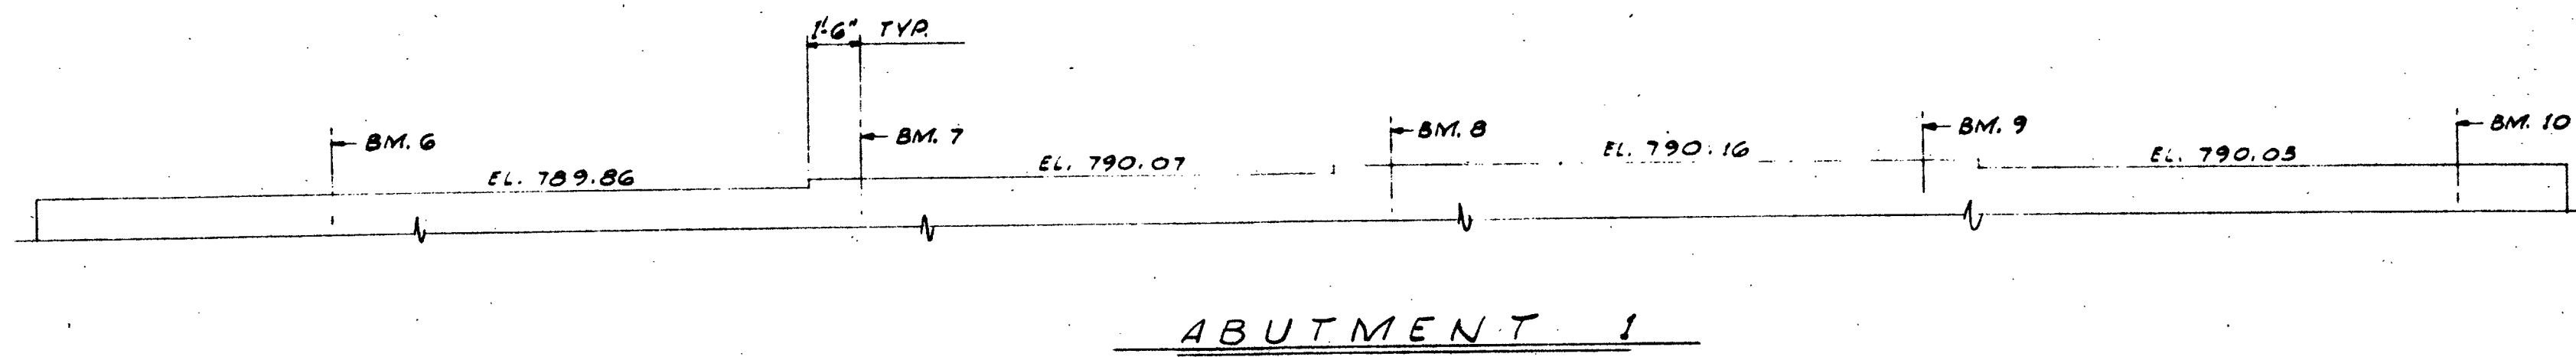 1'-6" TYP.
BM. 6
BM. 7
BM. 8
BM. 9
BM. 10
EL. 789.86
EL. 790.07
EL. 790.16
EL. 790.05
ABUTMENT 1